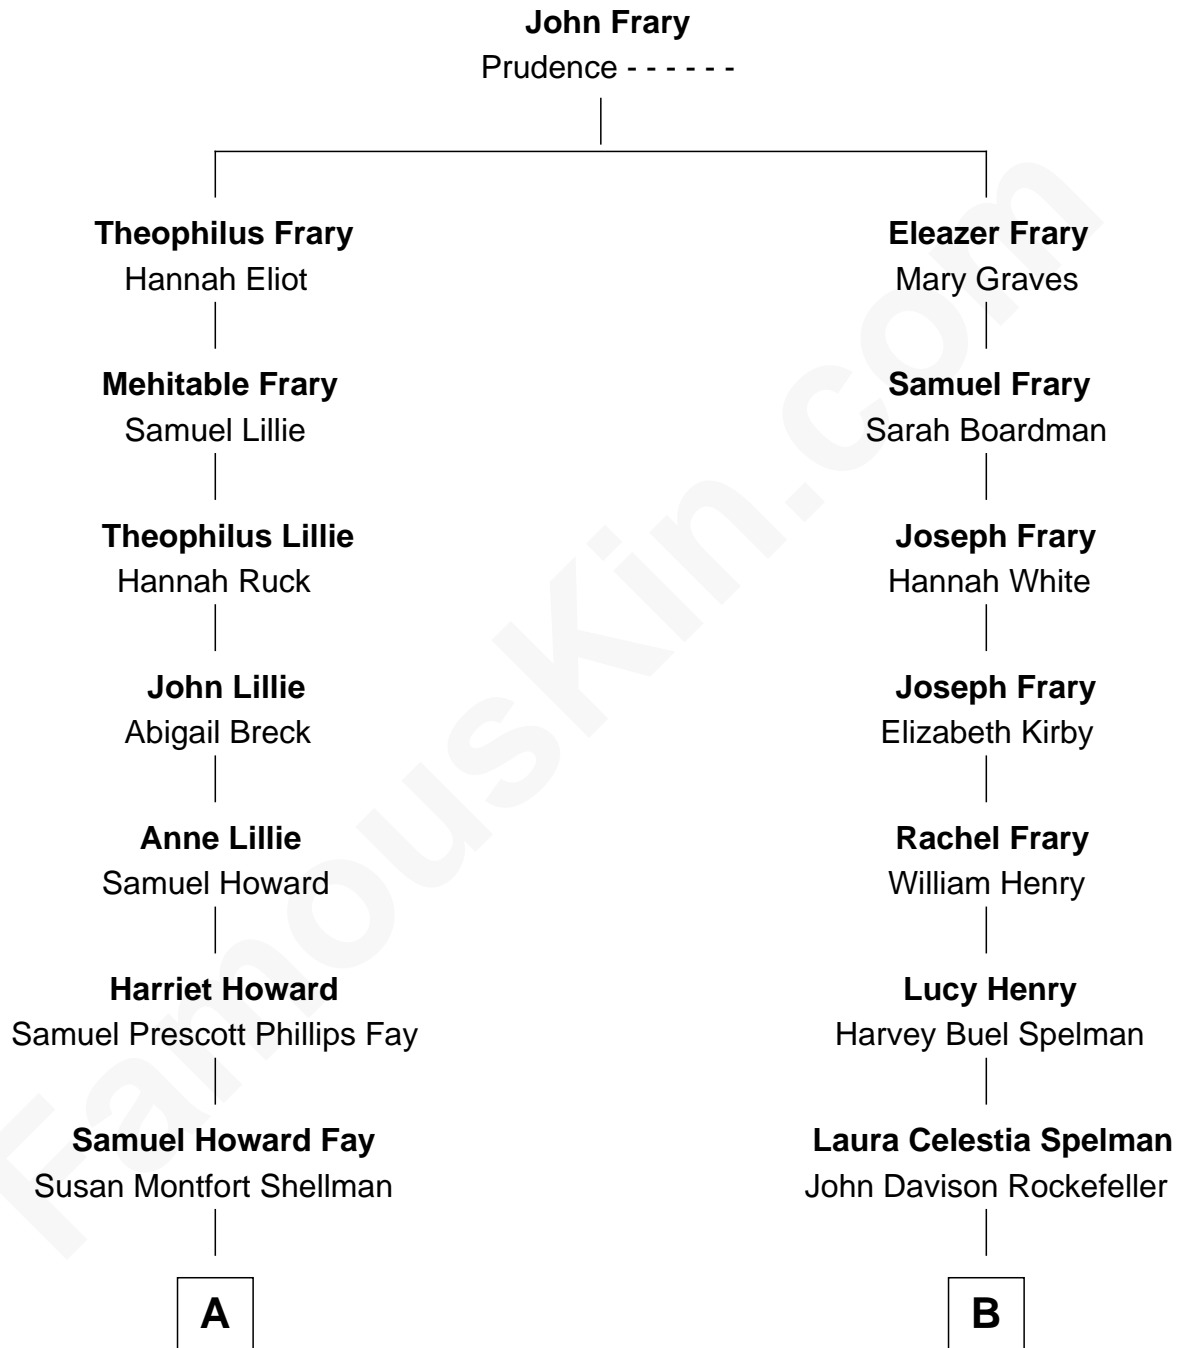 John Frary
Prudence - - - - - -
Theophilus Frary
Hannah Eliot
Mehitable Frary
Samuel Lillie
Theophilus Lillie
Hannah Ruck
John Lillie
Abigail Breck
Anne Lillie
Samuel Howard
Harriet Howard
Samuel Prescott Phillips Fay
Samuel Howard Fay
Susan Montfort Shellman
A
Eleazer Frary
Mary Graves
Samuel Frary
Sarah Boardman
Joseph Frary
Hannah White
Joseph Frary
Elizabeth Kirby
Rachel Frary
William Henry
Lucy Henry
Harvey Buel Spelman
Laura Celestia Spelman
John Davison Rockefeller
B
FamousKin.com